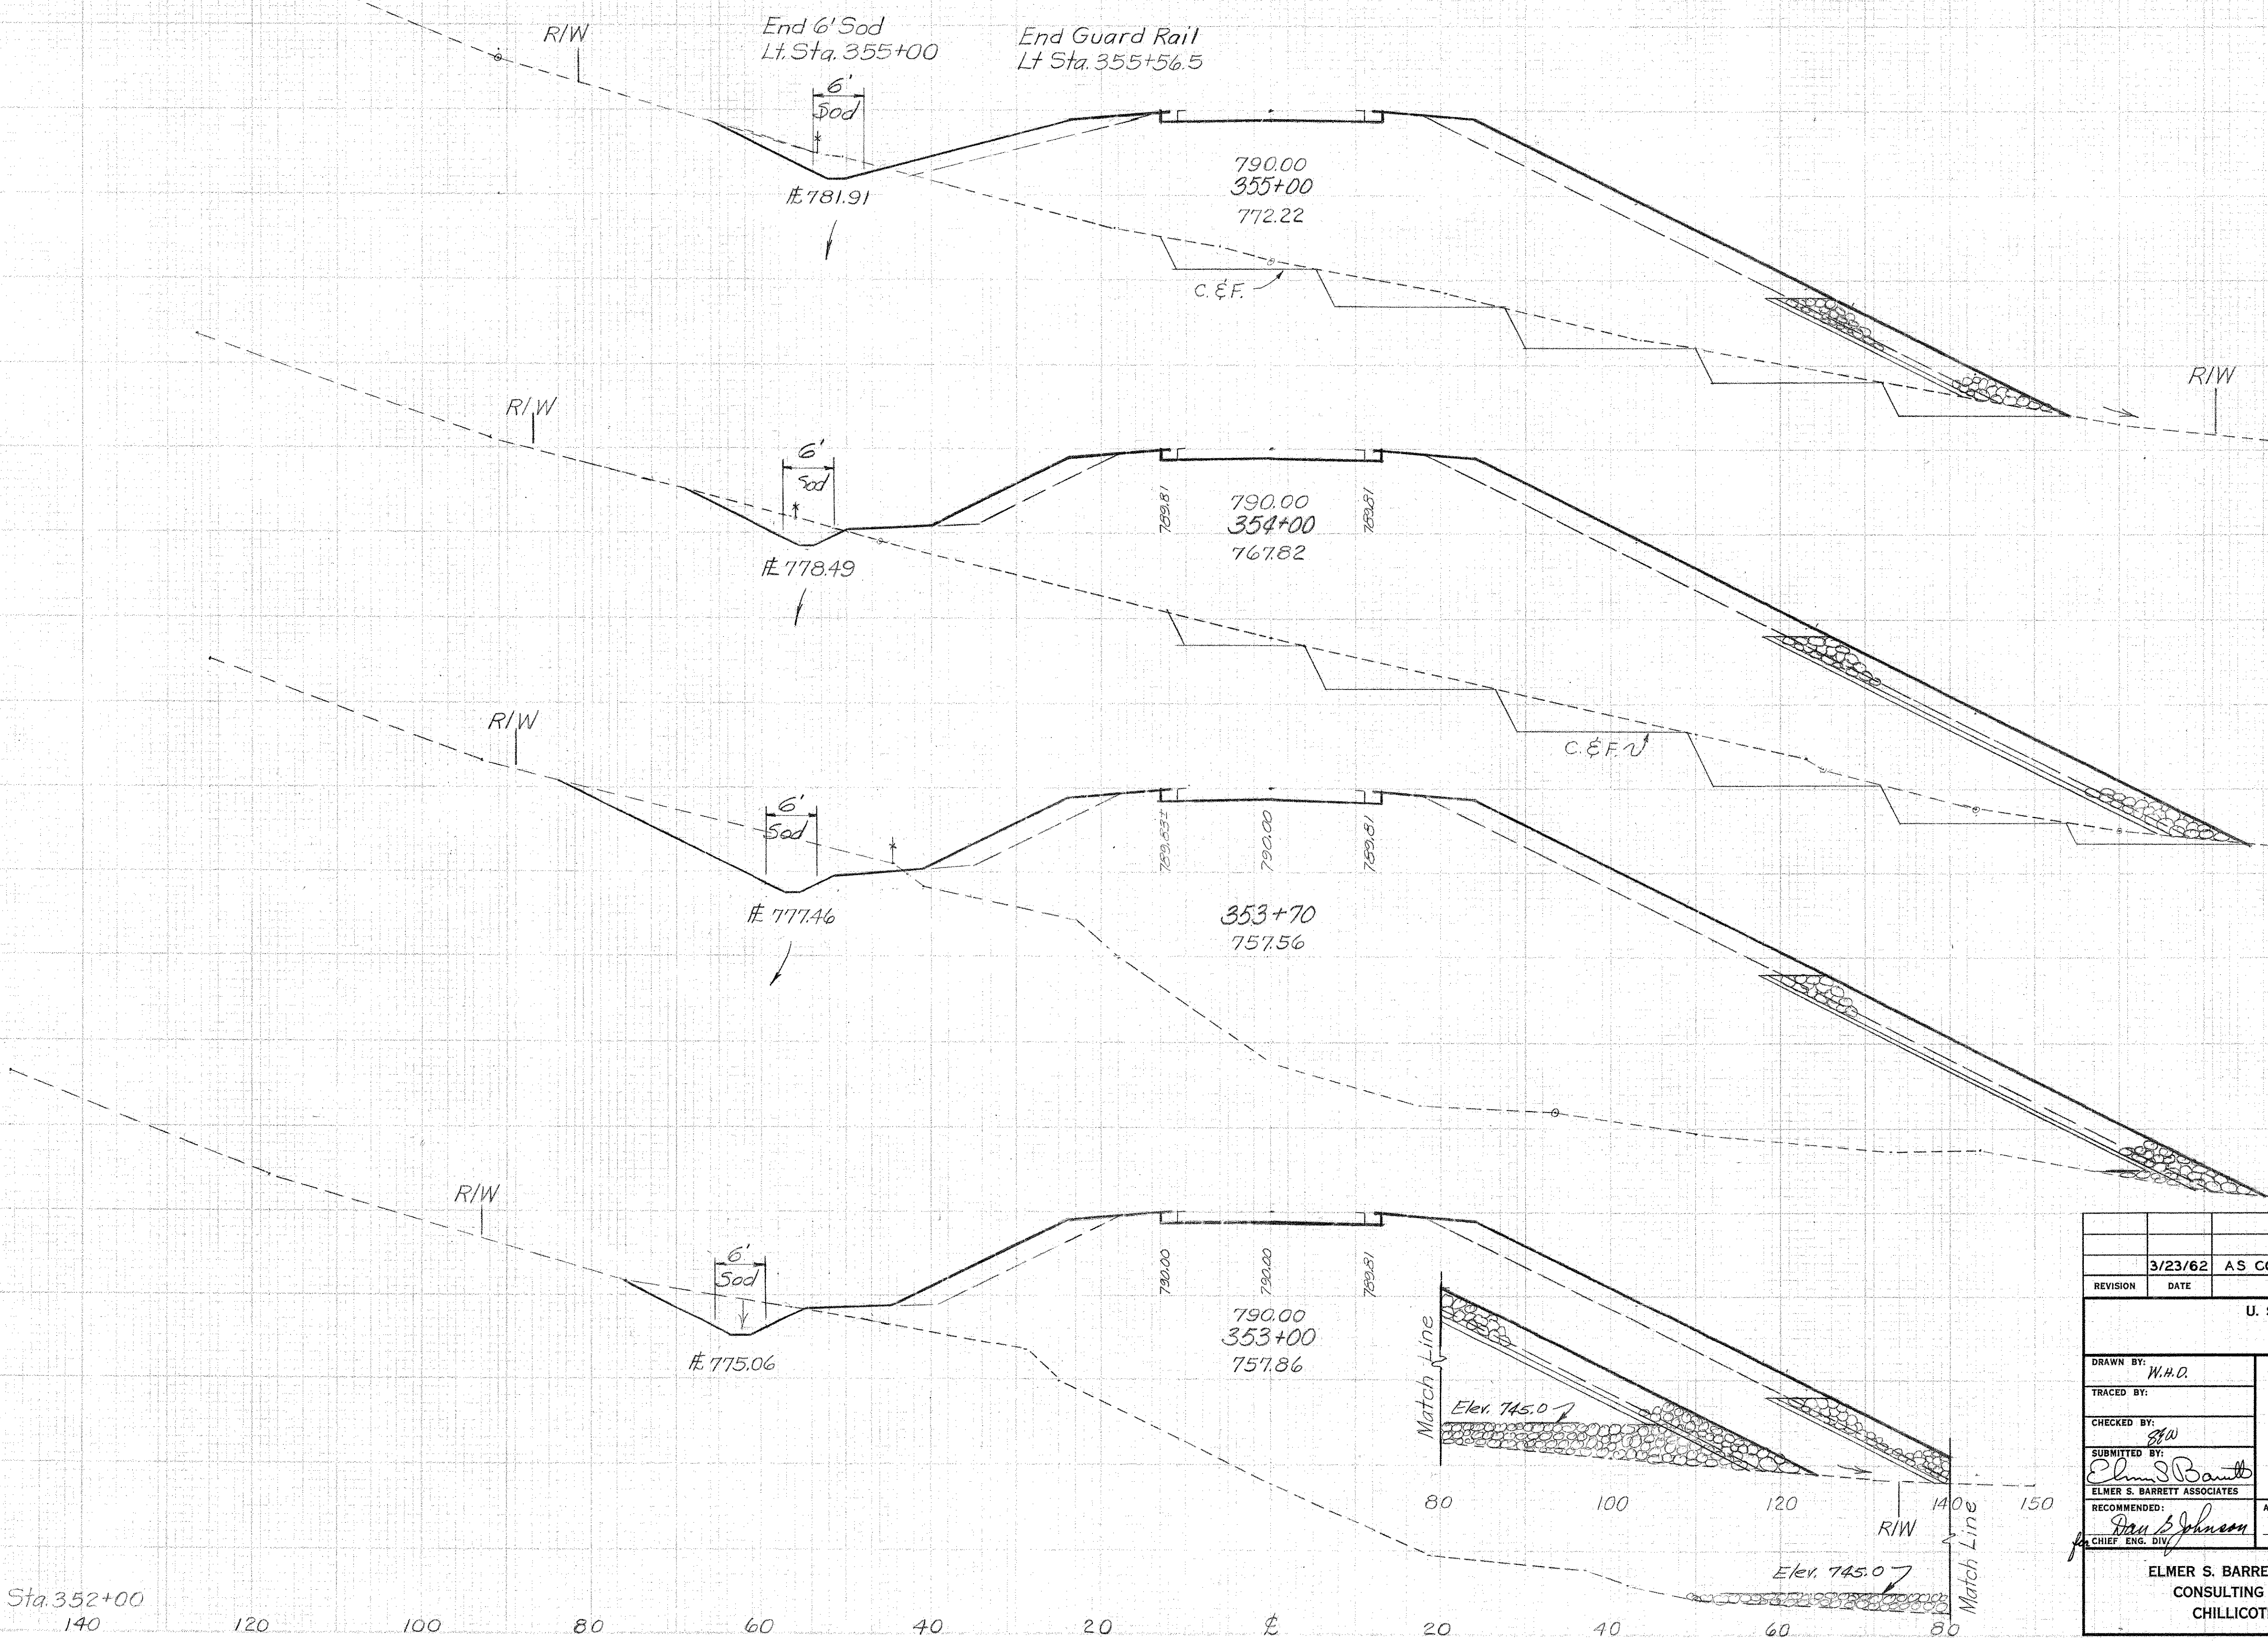 End 6' Sod
Lt. Sta. 355+00
End Guard Rail
Lt Sta. 355+56.5
R/W
6'
Sod
790.00
355+00
772.22
781.91
C. & F.
R/W
R/W
6'
Sod
789.81
790.00
354+00
767.82
789.81
778.49
C. & F.
R/W
6'
Sod
789.83±
790.00
789.81
777.46
353+70
757.56
R/W
6'
Sod
790.00
790.00
789.81
790.00
353+00
757.86
775.06
Match Line
Elev. 745.0
80 100 120 140 150
R/W
Match Line
Elev. 745.0
Sta. 352+00
140 120 100 80 60 40 20 ℄ 20 40 60 80
3/23/62 AS CO
REVISION DATE
U. S
DRAWN BY: W.H.O.
TRACED BY:
CHECKED BY:
SUBMITTED BY:
Elmer S Barrett
ELMER S. BARRETT ASSOCIATES
RECOMMENDED: A
Dan S Johnson
for CHIEF ENG. DIV.
ELMER S. BARRE
CONSULTING
CHILLICOT